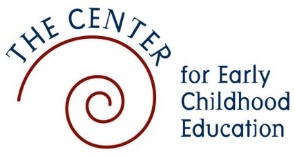 THE CENTER
for Early
Childhood
Education